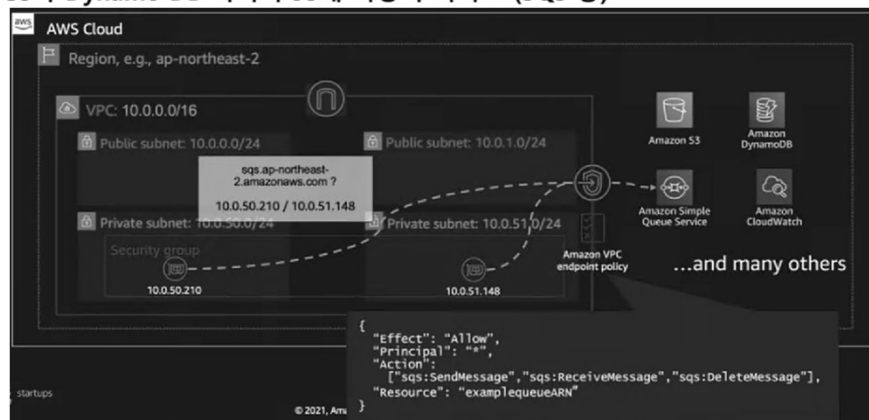 aws
AWS Cloud
Region, e.g., ap-northeast-2
VPC: 10.0.0.0/16
Public subnet: 10.0.0.0/24
Public subnet: 10.0.1.0/24
Amazon S3
Amazon
DynamoDB
sqs.ap-northeast-
2.amazonaws.com ?
10.0.50.210 / 10.0.51.148
Amazon Simple
Queue Service
Amazon
CloudWatch
Private subnet: 10.0.50.0/24
Private subnet: 10.0.51.0/24
Security group
Amazon VPC
endpoint policy
...and many others
10.0.50.210
10.0.51.148
{
"Effect": "Allow",
"Principal": "*",
"Action":
["sqs:SendMessage","sqs:ReceiveMessage","sqs:DeleteMessage"],
"Resource": "examplequeueARN"
}
startups
© 2021,